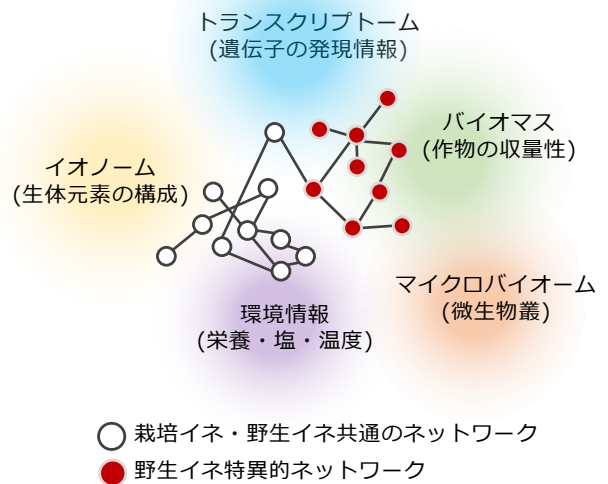 トランスクリプトーム
(遺伝子の発現情報)
バイオマス
(作物の収量性)
イオノーム
(生体元素の構成)
マイクロバイオーム
(微生物叢)
環境情報
(栄養・塩・温度)
栽培イネ・野生イネ共通のネットワーク
野生イネ特異的ネットワーク